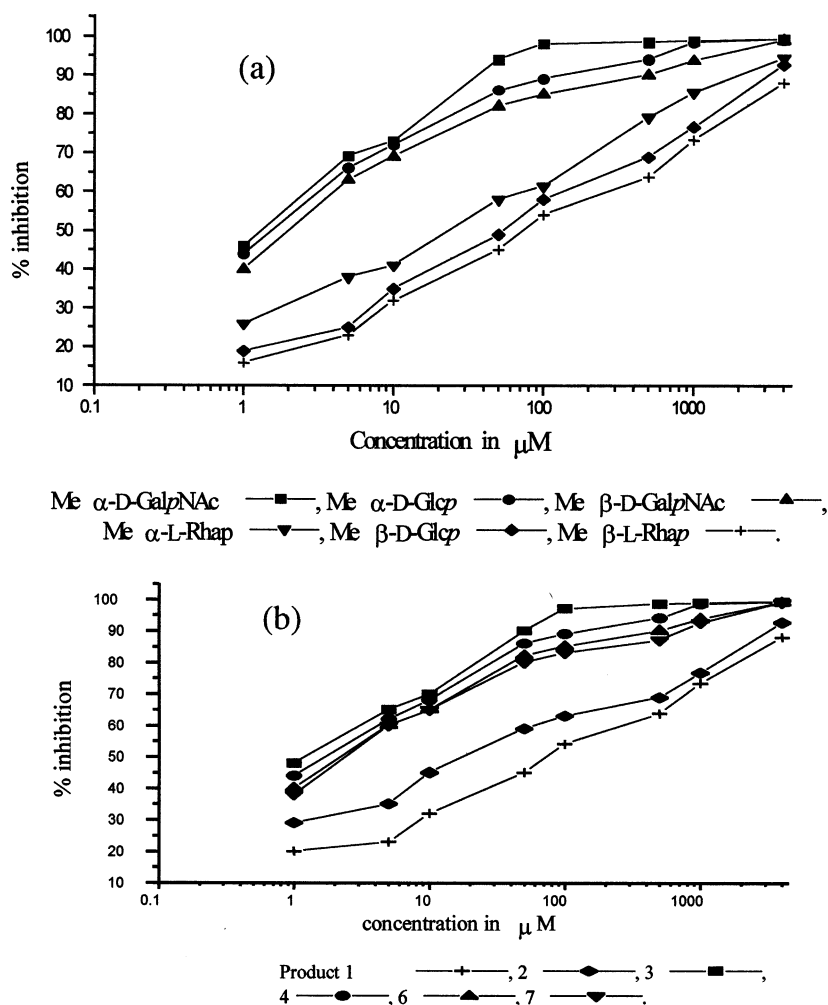 100
90
80
70
60
50
40
30
20
10
% inhibition
(a)
0.1 1 10 100 1000
Concentration in μM
Me α-D-GalpNAc , Me α-D-Glcp , Me β-D-GalpNAc ,
Me α-L-Rhap , Me β-D-Glcp , Me β-L-Rhap .
100
90
80
70
60
50
40
30
20
10
% inhibition
(b)
0.1 1 10 100 1000
concentration in μ M
Product 1 , 2 , 3 ,
4 , 6 , 7 .